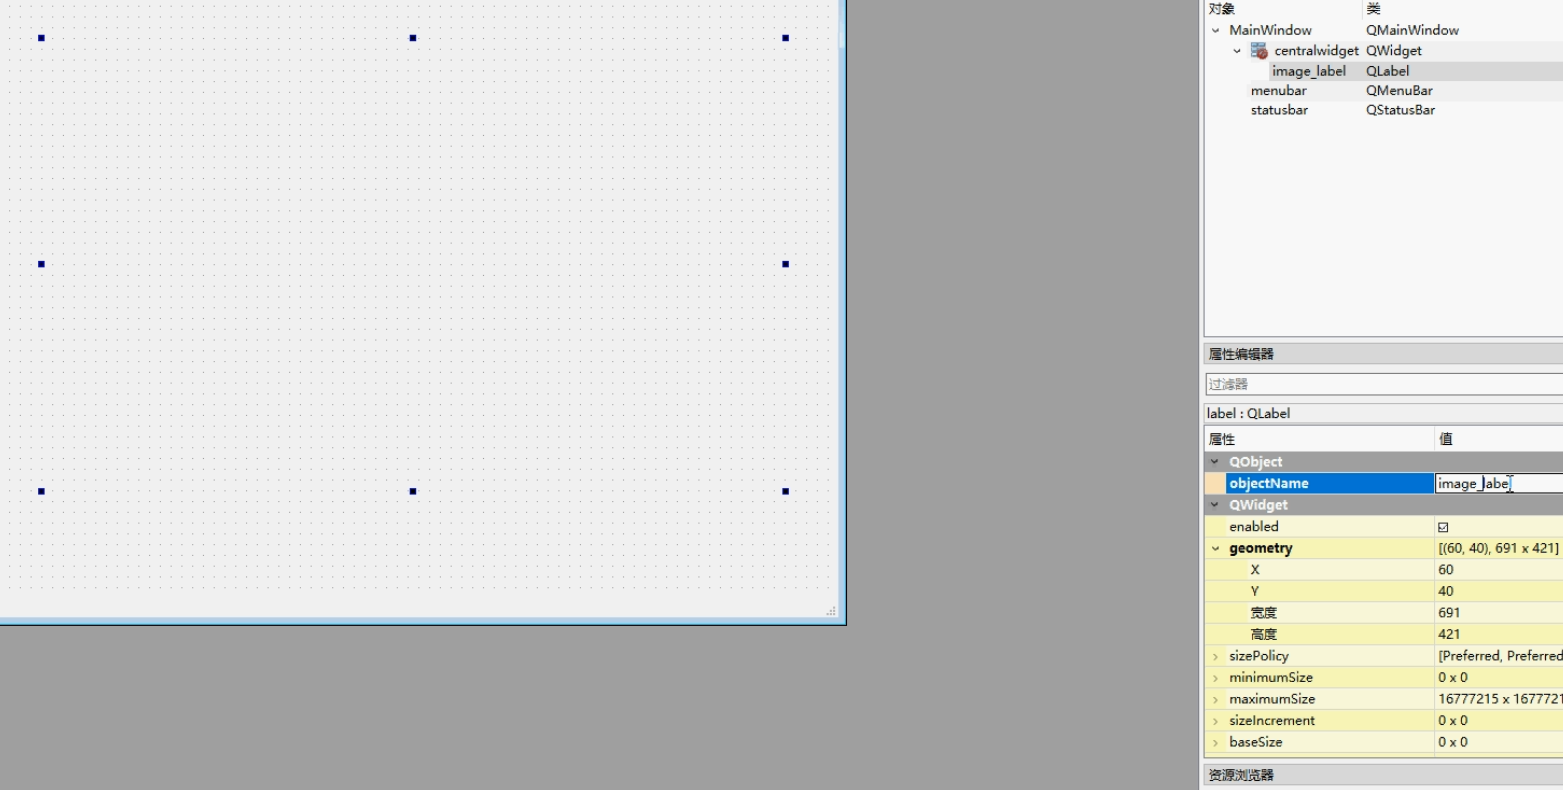 对象 类
MainWindow QMainWindow
centralwidget QWidget
image_label QLabel
menubar QMenuBar
statusbar QStatusBar
属性编辑器
过滤器
label : QLabel
属性 值
QObject
objectName image_label
QWidget
enabled
geometry [(60, 40), 691 x 421]
X 60
Y 40
宽度 691
高度 421
sizePolicy [Preferred, Preferred
minimumSize 0 x 0
maximumSize 16777215 x 1677721
sizeIncrement 0 x 0
baseSize 0 x 0
资源浏览器